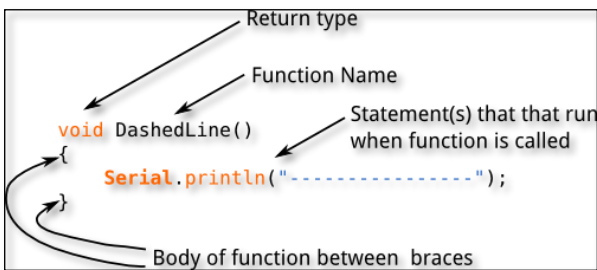 Return type
Function Name
Statement(s) that that run
when function is called
void DashedLine()
{
Serial.println("----------------");
}
Body of function between braces